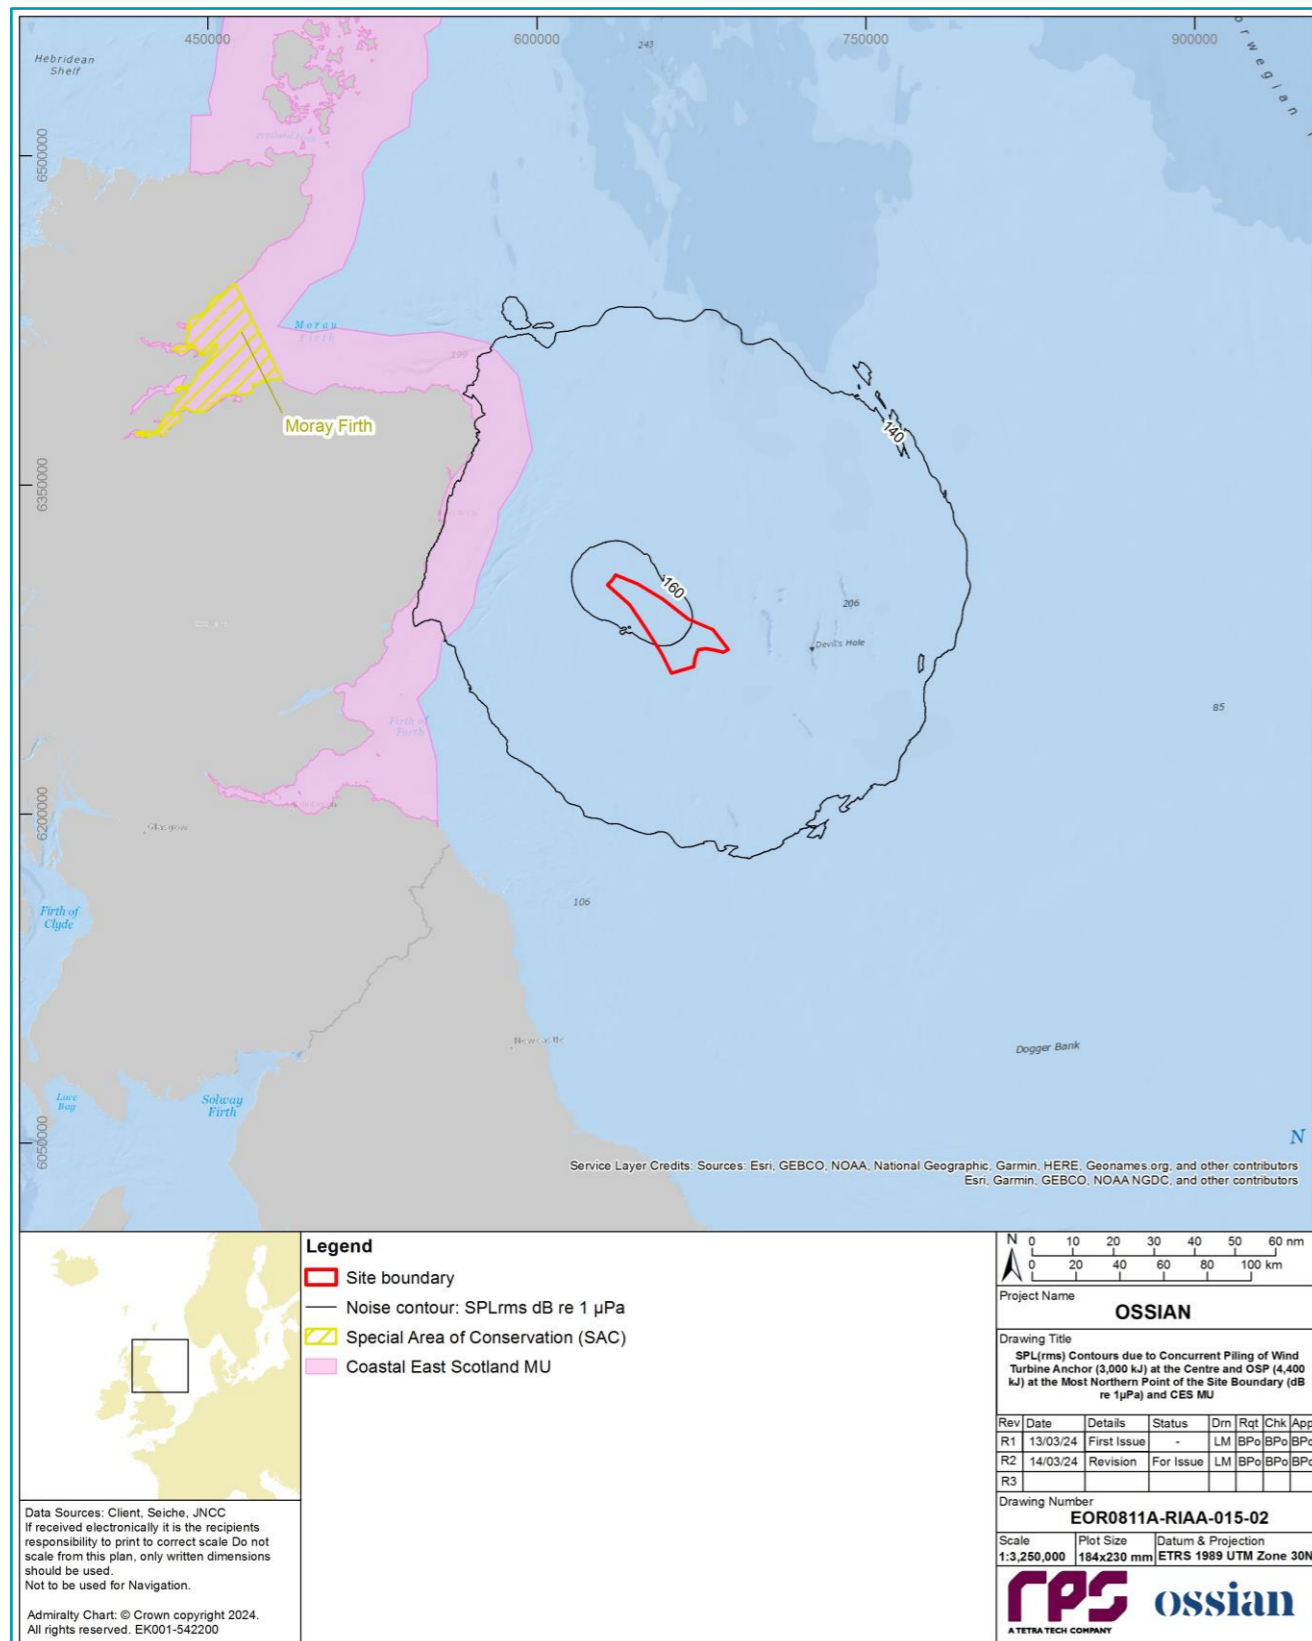 450000
600000
750000
900000
243
Hebridean
Shelf
orwegian
6500000
Moray
Firth
199
Moray Firth
140
6350000
160
206
Devil's Hole
Firth of
Forth
85
6200000
Glasgow
106
Firth of
Clyde
Newcastle
Dogger Bank
Luce
Bay
Solway
Firth
6050000
N
Service Layer Credits: Sources: Esri, GEBCO, NOAA, National Geographic, Garmin, HERE, Geonames.org, and other contributors
Esri, Garmin, GEBCO, NOAA NGDC, and other contributors
Legend
Site boundary
Noise contour: SPLrms dB re 1 µPa
Special Area of Conservation (SAC)
Coastal East Scotland MU
Data Sources: Client, Seiche, JNCC
If received electronically it is the recipients
responsibility to print to correct scale Do not
scale from this plan, only written dimensions
should be used.
Not to be used for Navigation.
Admiralty Chart: © Crown copyright 2024.
All rights reserved. EK001-542200
N
0 10 20 30 40 50 60 nm
0 20 40 60 80 100 km
Project Name
OSSIAN
Drawing Title
SPL(rms) Contours due to Concurrent Piling of Wind
Turbine Anchor (3,000 kJ) at the Centre and OSP (4,400
kJ) at the Most Northern Point of the Site Boundary (dB
re 1µPa) and CES MU
Rev Date Details Status Drn Rqt Chk App
R1 13/03/24 First Issue - LM BPo BPo BPo
R2 14/03/24 Revision For Issue LM BPo BPo BPo
R3
Drawing Number
EOR0811A-RIAA-015-02
Scale Plot Size Datum & Projection
1:3,250,000 184x230 mm ETRS 1989 UTM Zone 30N
rps
A TETRA TECH COMPANY
ossian